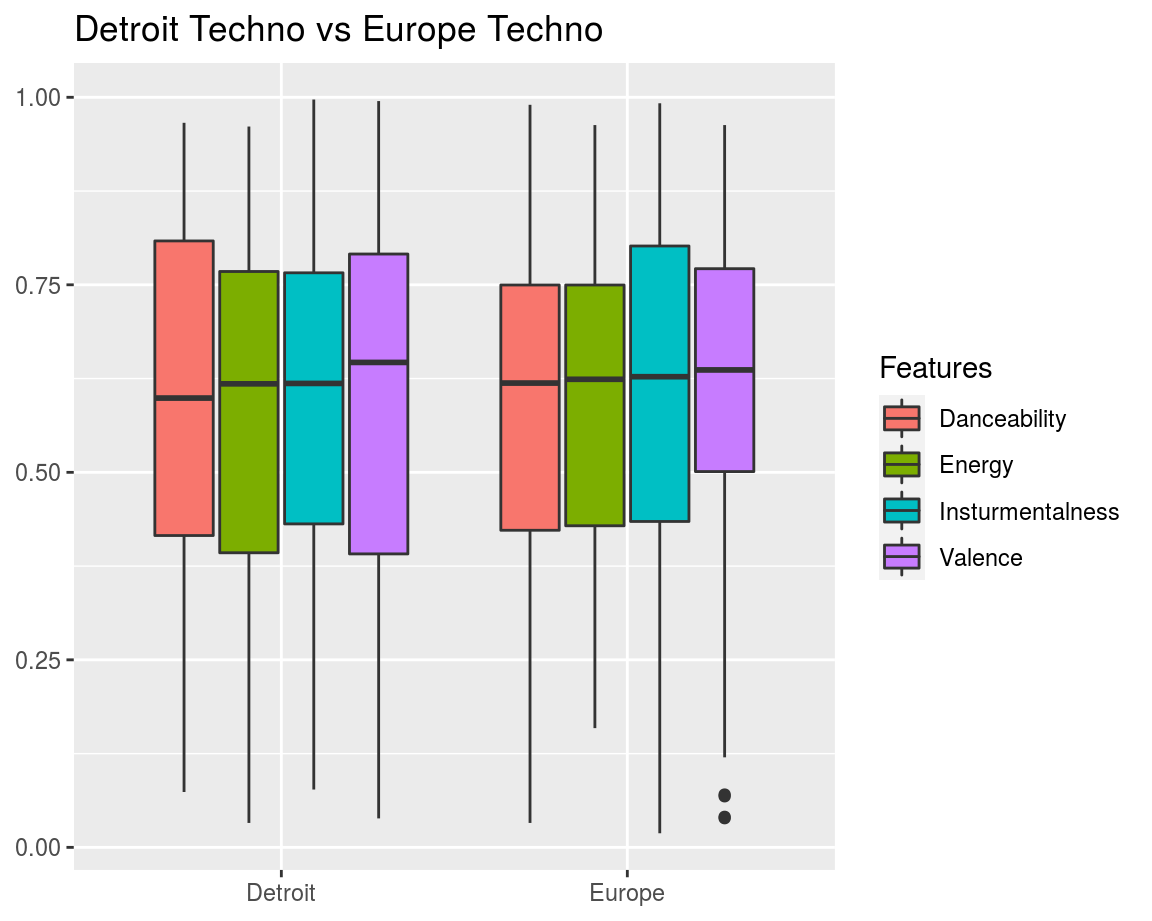 Detroit Techno vs Europe Techno
1.00
0.75
0.50
0.25
0.00
Detroit Europe
Features
Danceability
Energy
Insturmentalness
Valence